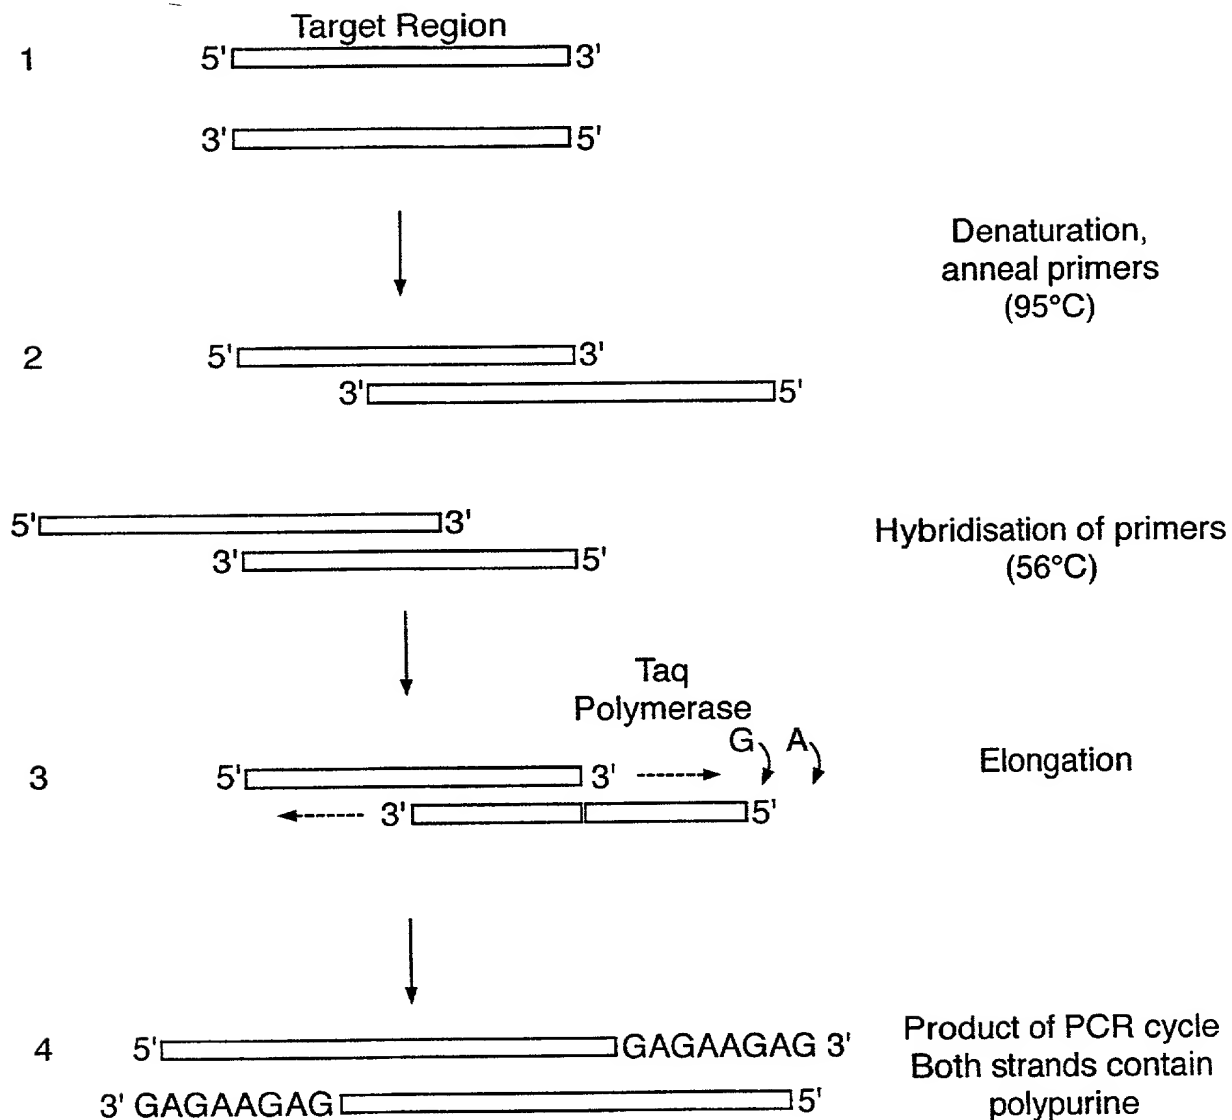 Target Region
1 5' 3'
3' 5'
Denaturation,
anneal primers
(95°C)
2 5' 3'
3' 5'
5' 3'
3' 5'
Hybridisation of primers
(56°C)
Taq
Polymerase
G A
3 5' 3'
3' 5'
Elongation
4 5' GAGAAGAG 3'
3' GAGAAGAG 5'
Product of PCR cycle
Both strands contain
polypurine